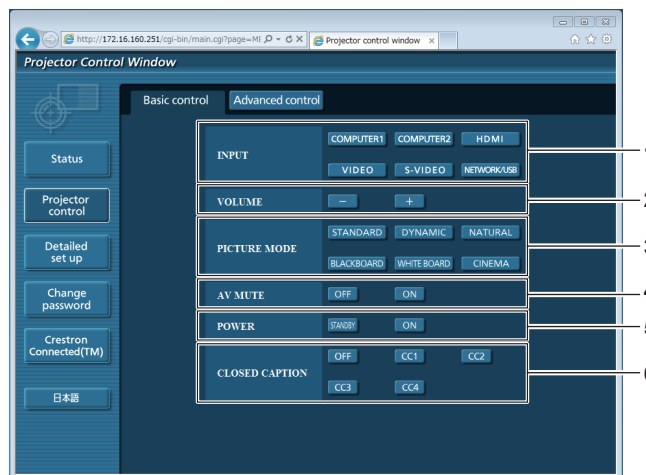 http://172.16.160.251/cgi-bin/main.cgi?page=MI
Projector control window
Projector Control Window
Basic control
Advanced control
Status
Projector
control
Detailed
set up
Change
password
Crestron
Connected(TM)
日本語
INPUT
COMPUTER1 COMPUTER2 HDMI
VIDEO S-VIDEO NETWORK/USB
VOLUME
- +
PICTURE MODE
STANDARD DYNAMIC NATURAL
BLACKBOARD WHITE BOARD CINEMA
AV MUTE
OFF ON
POWER
STANDBY ON
CLOSED CAPTION
OFF CC1 CC2
CC3 CC4
2